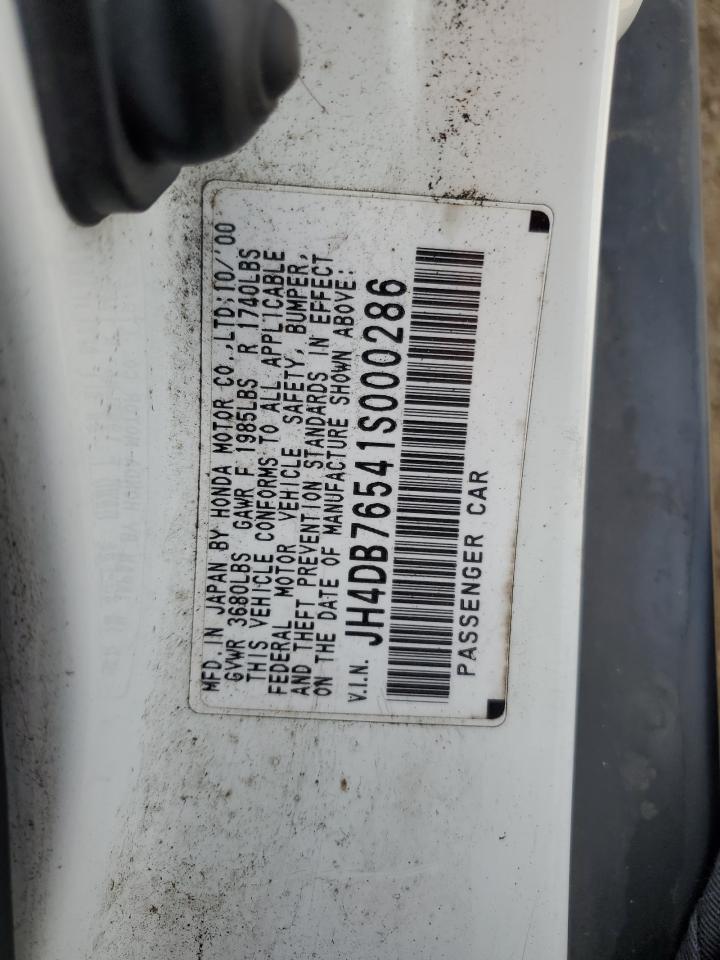 MFD. IN JAPAN BY HONDA MOTOR CO.,LTD;10/'00
GVWR 3680LBS GAWR F 1985LBS R 1740LBS
THIS VEHICLE CONFORMS TO ALL APPLICABLE
FEDERAL MOTOR VEHICLE SAFETY, BUMPER,
AND THEFT PREVENTION STANDARDS IN EFFECT
ON THE DATE OF MANUFACTURE SHOWN ABOVE:
V.I.N. JH4DB76541S000286
PASSENGER CAR